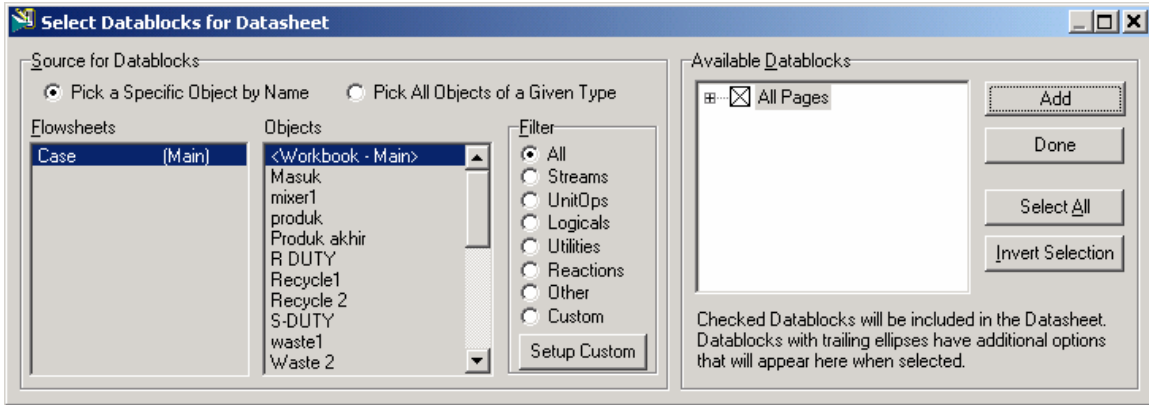 Select Datablocks for Datasheet
Source for Datablocks
Pick a Specific Object by Name
Pick All Objects of a Given Type
Flowsheets
Case (Main)
Objects
<Workbook - Main>
Masuk
mixer1
produk
Produk akhir
R DUTY
Recycle1
Recycle 2
S-DUTY
waste1
Waste 2
Filter
All
Streams
UnitOps
Logicals
Utilities
Reactions
Other
Custom
Setup Custom
Available Datablocks
All Pages
Add
Done
Select All
Invert Selection
Checked Datablocks will be included in the Datasheet.
Datablocks with trailing ellipses have additional options
that will appear here when selected.